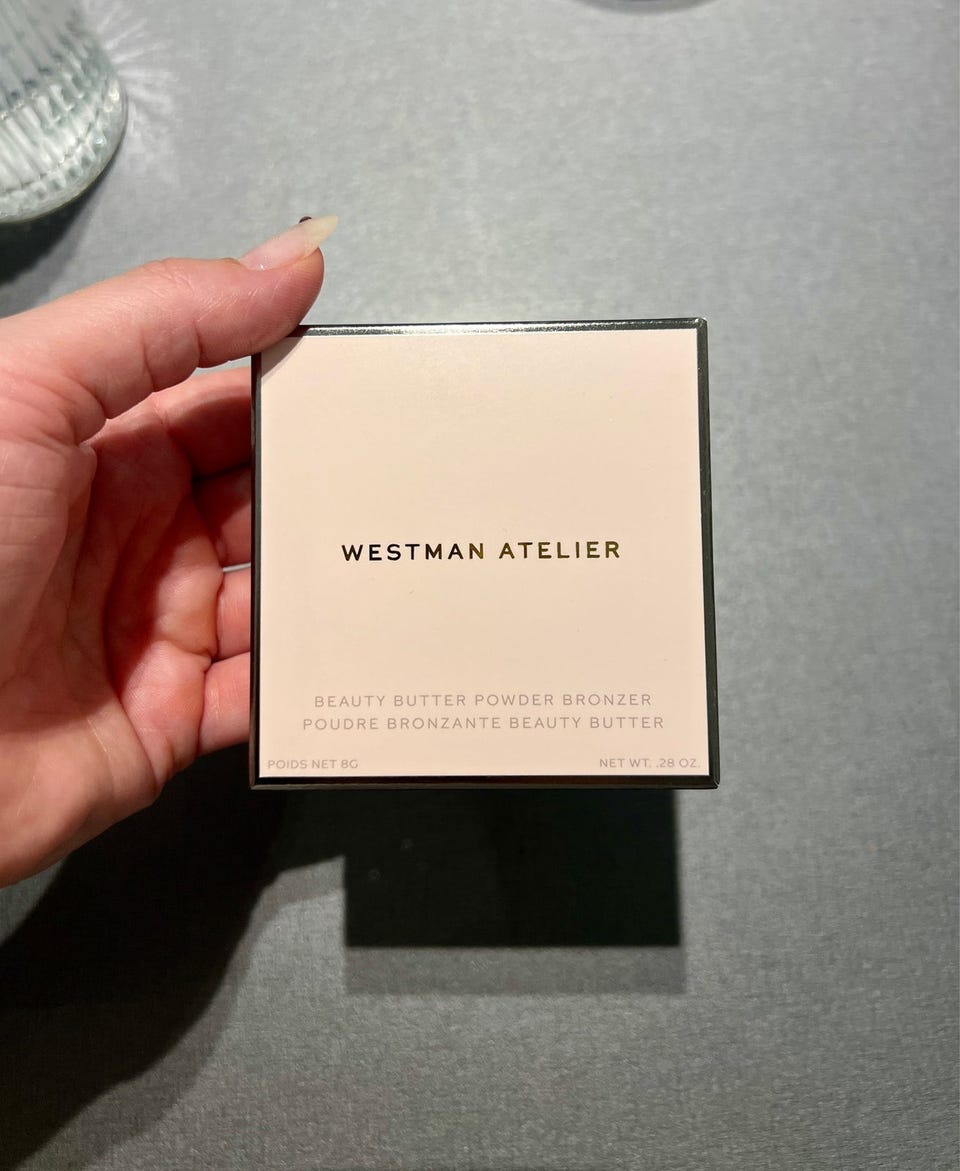 WESTMAN ATELIER
BEAUTY BUTTER POWDER BRONZER
POUDRE BRONZANTE BEAUTY BUTTER
POIDS NET 8G
NET WT. .28 OZ.